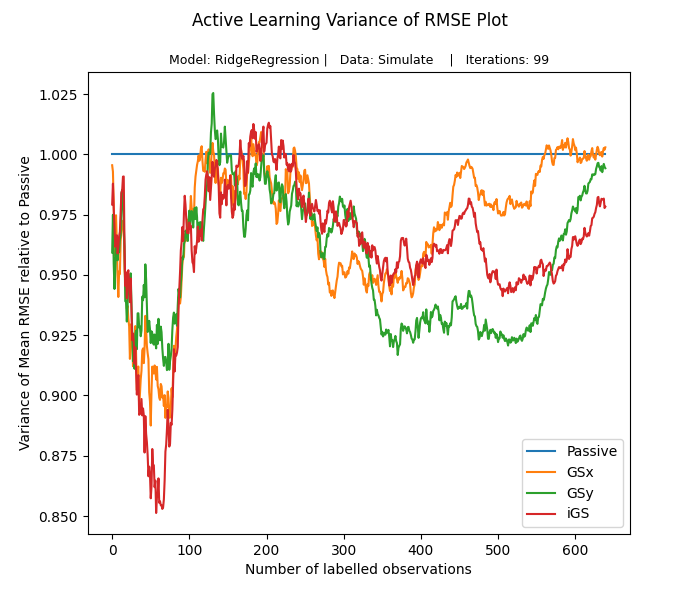 Active Learning Variance of RMSE Plot
Model: RidgeRegression | Data: Simulate | Iterations: 99
Variance of Mean RMSE relative to Passive
1.025
1.000
0.975
0.950
0.925
0.900
0.875
0.850
Passive
GSx
GSy
iGS
0 100 200 300 400 500 600
Number of labelled observations